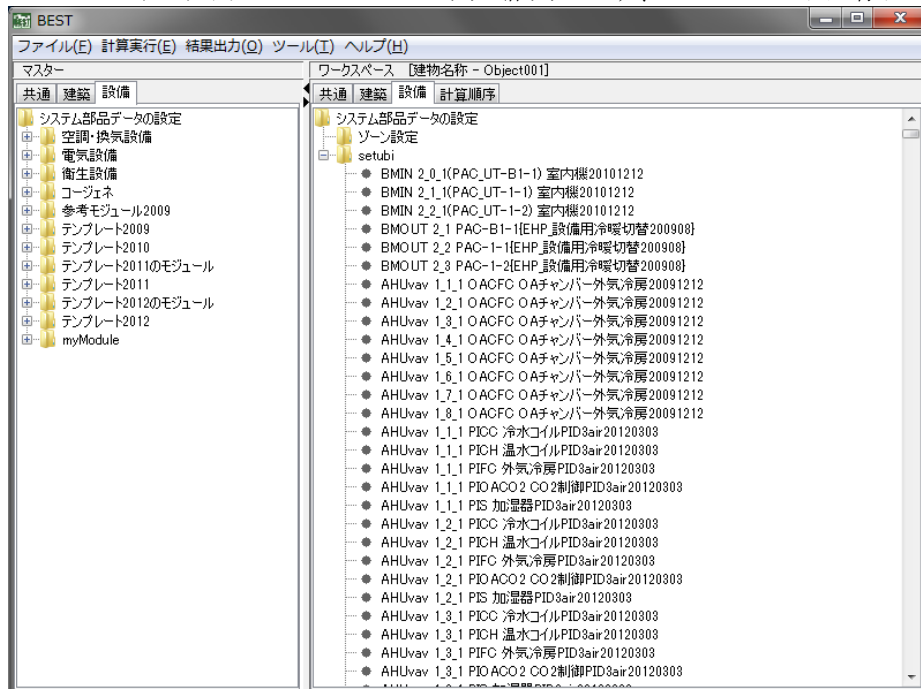 BEST
ファイル(F) 計算実行(E) 結果出力(O) ツール(T) ヘルプ(H)
マスター
共通 建築 設備
システム部品データの設定
空調・換気設備
電気設備
衛生設備
コージェネ
参考モジュール2009
テンプレート2009
テンプレート2010
テンプレート2011のモジュール
テンプレート2011
テンプレート2012のモジュール
テンプレート2012
myModule
ワークスペース [建物名称 - Object001]
共通 建築 設備 計算順序
システム部品データの設定
ゾーン設定
setubi
BMIN 2_0_1(PAC_UT-B1-1) 室内機20101212
BMIN 2_1_1(PAC_UT-1-1) 室内機20101212
BMIN 2_2_1(PAC_UT-1-2) 室内機20101212
BMOUT 2_1 PAC-B1-1{EHP_設備用冷暖切替200908}
BMOUT 2_2 PAC-1-1{EHP_設備用冷暖切替200908}
BMOUT 2_3 PAC-1-2{EHP_設備用冷暖切替200908}
AHUvav 1_1_1 OACFC OAチャンバー外気冷房20091212
AHUvav 1_2_1 OACFC OAチャンバー外気冷房20091212
AHUvav 1_3_1 OACFC OAチャンバー外気冷房20091212
AHUvav 1_4_1 OACFC OAチャンバー外気冷房20091212
AHUvav 1_5_1 OACFC OAチャンバー外気冷房20091212
AHUvav 1_6_1 OACFC OAチャンバー外気冷房20091212
AHUvav 1_7_1 OACFC OAチャンバー外気冷房20091212
AHUvav 1_8_1 OACFC OAチャンバー外気冷房20091212
AHUvav 1_1_1 PICC 冷水コイルPID3air20120303
AHUvav 1_1_1 PICH 温水コイルPID3air20120303
AHUvav 1_1_1 PIFC 外気冷房PID3air20120303
AHUvav 1_1_1 PIOACO2 CO2制御PID3air20120303
AHUvav 1_1_1 PIS 加湿器PID3air20120303
AHUvav 1_2_1 PICC 冷水コイルPID3air20120303
AHUvav 1_2_1 PICH 温水コイルPID3air20120303
AHUvav 1_2_1 PIFC 外気冷房PID3air20120303
AHUvav 1_2_1 PIOACO2 CO2制御PID3air20120303
AHUvav 1_2_1 PIS 加湿器PID3air20120303
AHUvav 1_3_1 PICC 冷水コイルPID3air20120303
AHUvav 1_3_1 PICH 温水コイルPID3air20120303
AHUvav 1_3_1 PIFC 外気冷房PID3air20120303
AHUvav 1_3_1 PIOACO2 CO2制御PID3air20120303